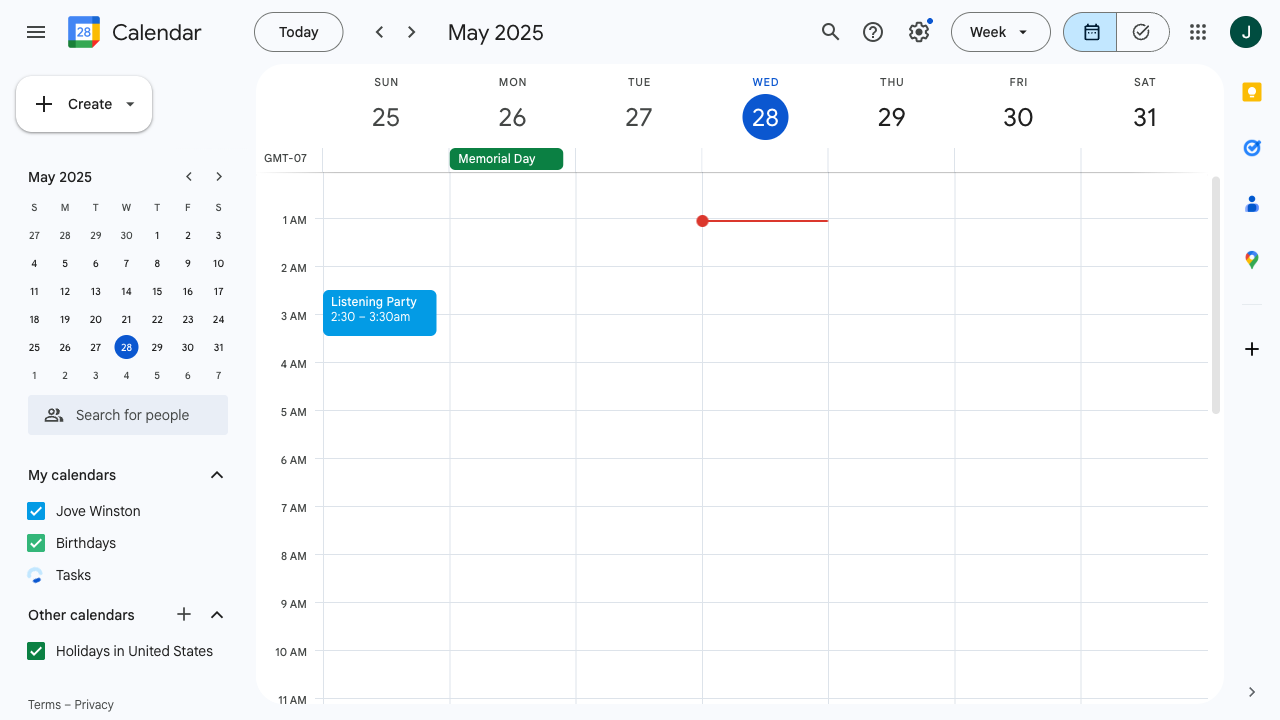 28 Calendar
Today
May 2025
Week
J
Create
May 2025
S M T W T F S
27 28 29 30 1 2 3
4 5 6 7 8 9 10
11 12 13 14 15 16 17
18 19 20 21 22 23 24
25 26 27 28 29 30 31
1 2 3 4 5 6 7
Search for people
My calendars
Jove Winston
Birthdays
Tasks
Other calendars
Holidays in United States
Terms – Privacy
SUN MON TUE WED THU FRI SAT
25 26 27 28 29 30 31
GMT-07
Memorial Day
1 AM
2 AM
Listening Party
2:30 – 3:30am
3 AM
4 AM
5 AM
6 AM
7 AM
8 AM
9 AM
10 AM
11 AM